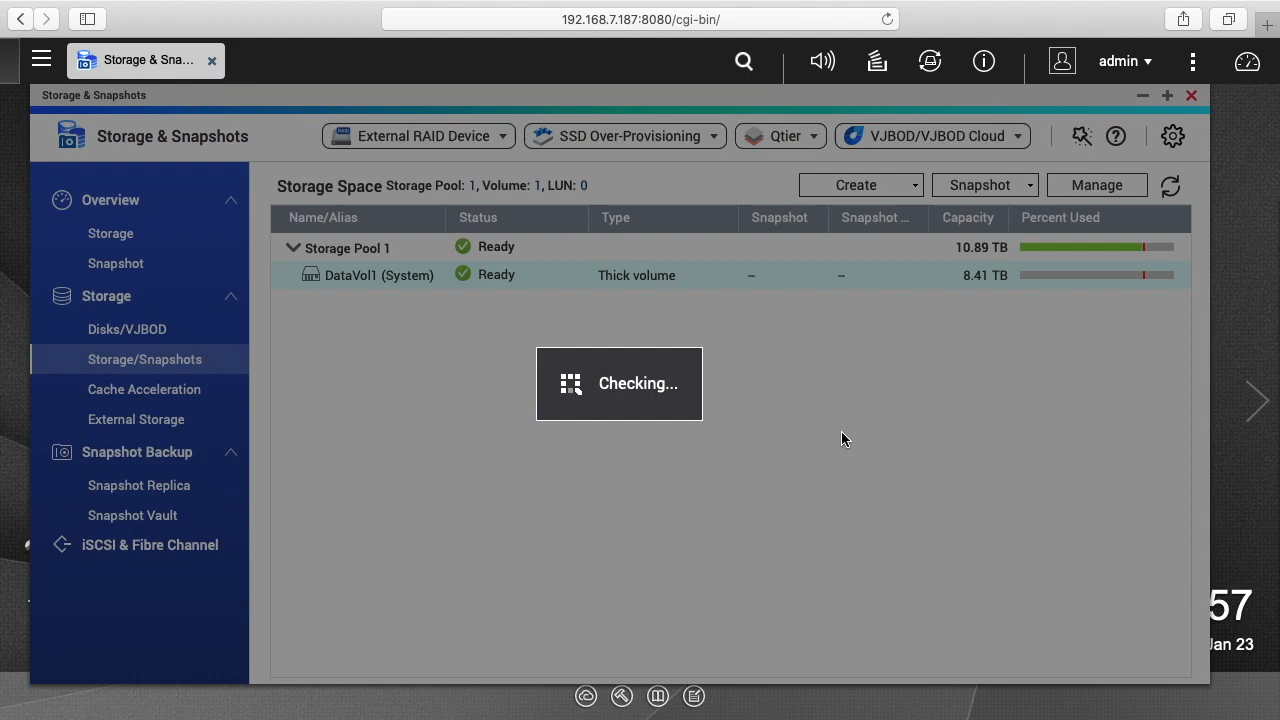 192.168.7.187:8080/cgi-bin/
Storage & Sna...
admin
Storage & Snapshots
Storage & Snapshots
External RAID Device
SSD Over-Provisioning
Qtier
VJBOD/VJBOD Cloud
Overview
Storage
Snapshot
Storage
Disks/VJBOD
Storage/Snapshots
Cache Acceleration
External Storage
Snapshot Backup
Snapshot Replica
Snapshot Vault
iSCSI & Fibre Channel
Storage Space Storage Pool: 1, Volume: 1, LUN: 0
Create
Snapshot
Manage
Name/Alias Status Type Snapshot Snapshot ... Capacity Percent Used
Storage Pool 1 Ready 10.89 TB
DataVol1 (System) Ready Thick volume – – 8.41 TB
Checking...
57
Jan 23